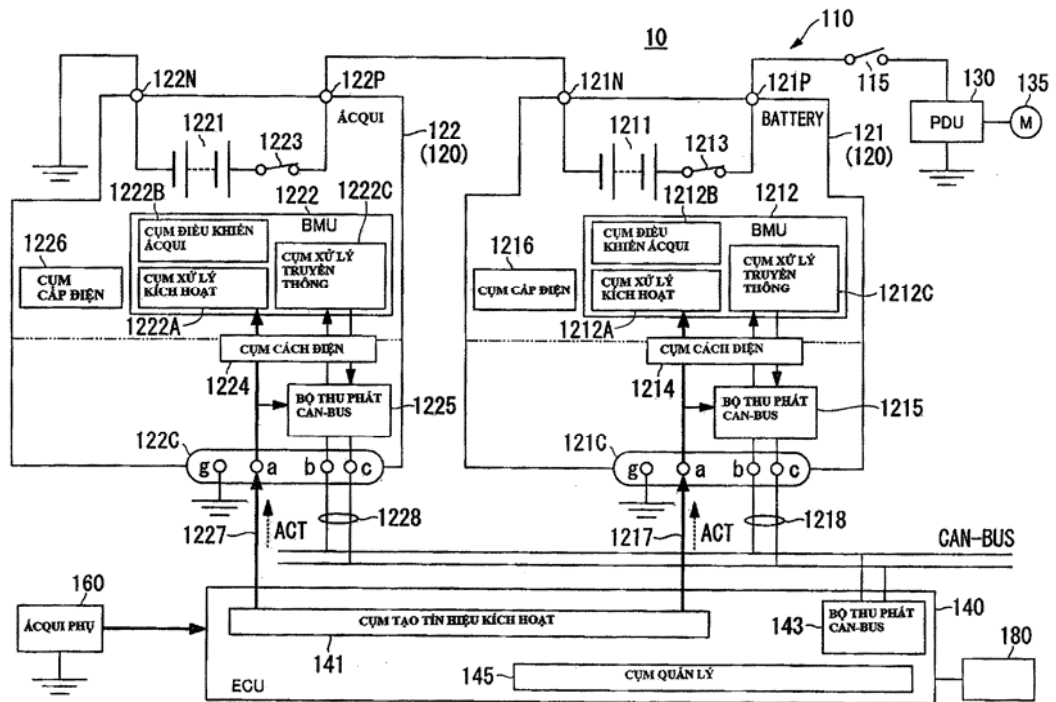 10
110
122N
122P
121N
121P
115
130
135
ÁCQUI
BATTERY
PDU
M
1221
1223
122
(120)
1211
1213
121
(120)
1222B
1222
1222C
1212B
1212
BMU
BMU
1226
CỤM ĐIỀU KHIỂN
ÁCQUI
CỤM XỬ LÝ
TRUYỀN
THÔNG
1216
CỤM ĐIỀU
KHIỂN ÁCQUI
CỤM XỬ LÝ
TRUYỀN
THÔNG
CỤM
CẤP ĐIỆN
CỤM XỬ LÝ
KÍCH HOẠT
CỤM CẤP ĐIỆN
CỤM XỬ LÝ
KÍCH HOẠT
1212C
1222A
1212A
CỤM CÁCH ĐIỆN
CỤM CÁCH DIỆN
1224
1214
BỘ THU PHÁT
CAN-BUS
1225
BỘ THU PHÁT
CAN-BUS
1215
122C
121C
g
a
b
c
g
a
b
c
1227
ACT
1228
1217
ACT
1218
CAN-BUS
160
ÁCQUI PHỤ
CỤM TẠO TÍN HIỆU KÍCH HOẠT
141
143
BỘ THU PHÁT
CAN-BUS
140
180
ECU
145
CỤM QUẢN LÝ